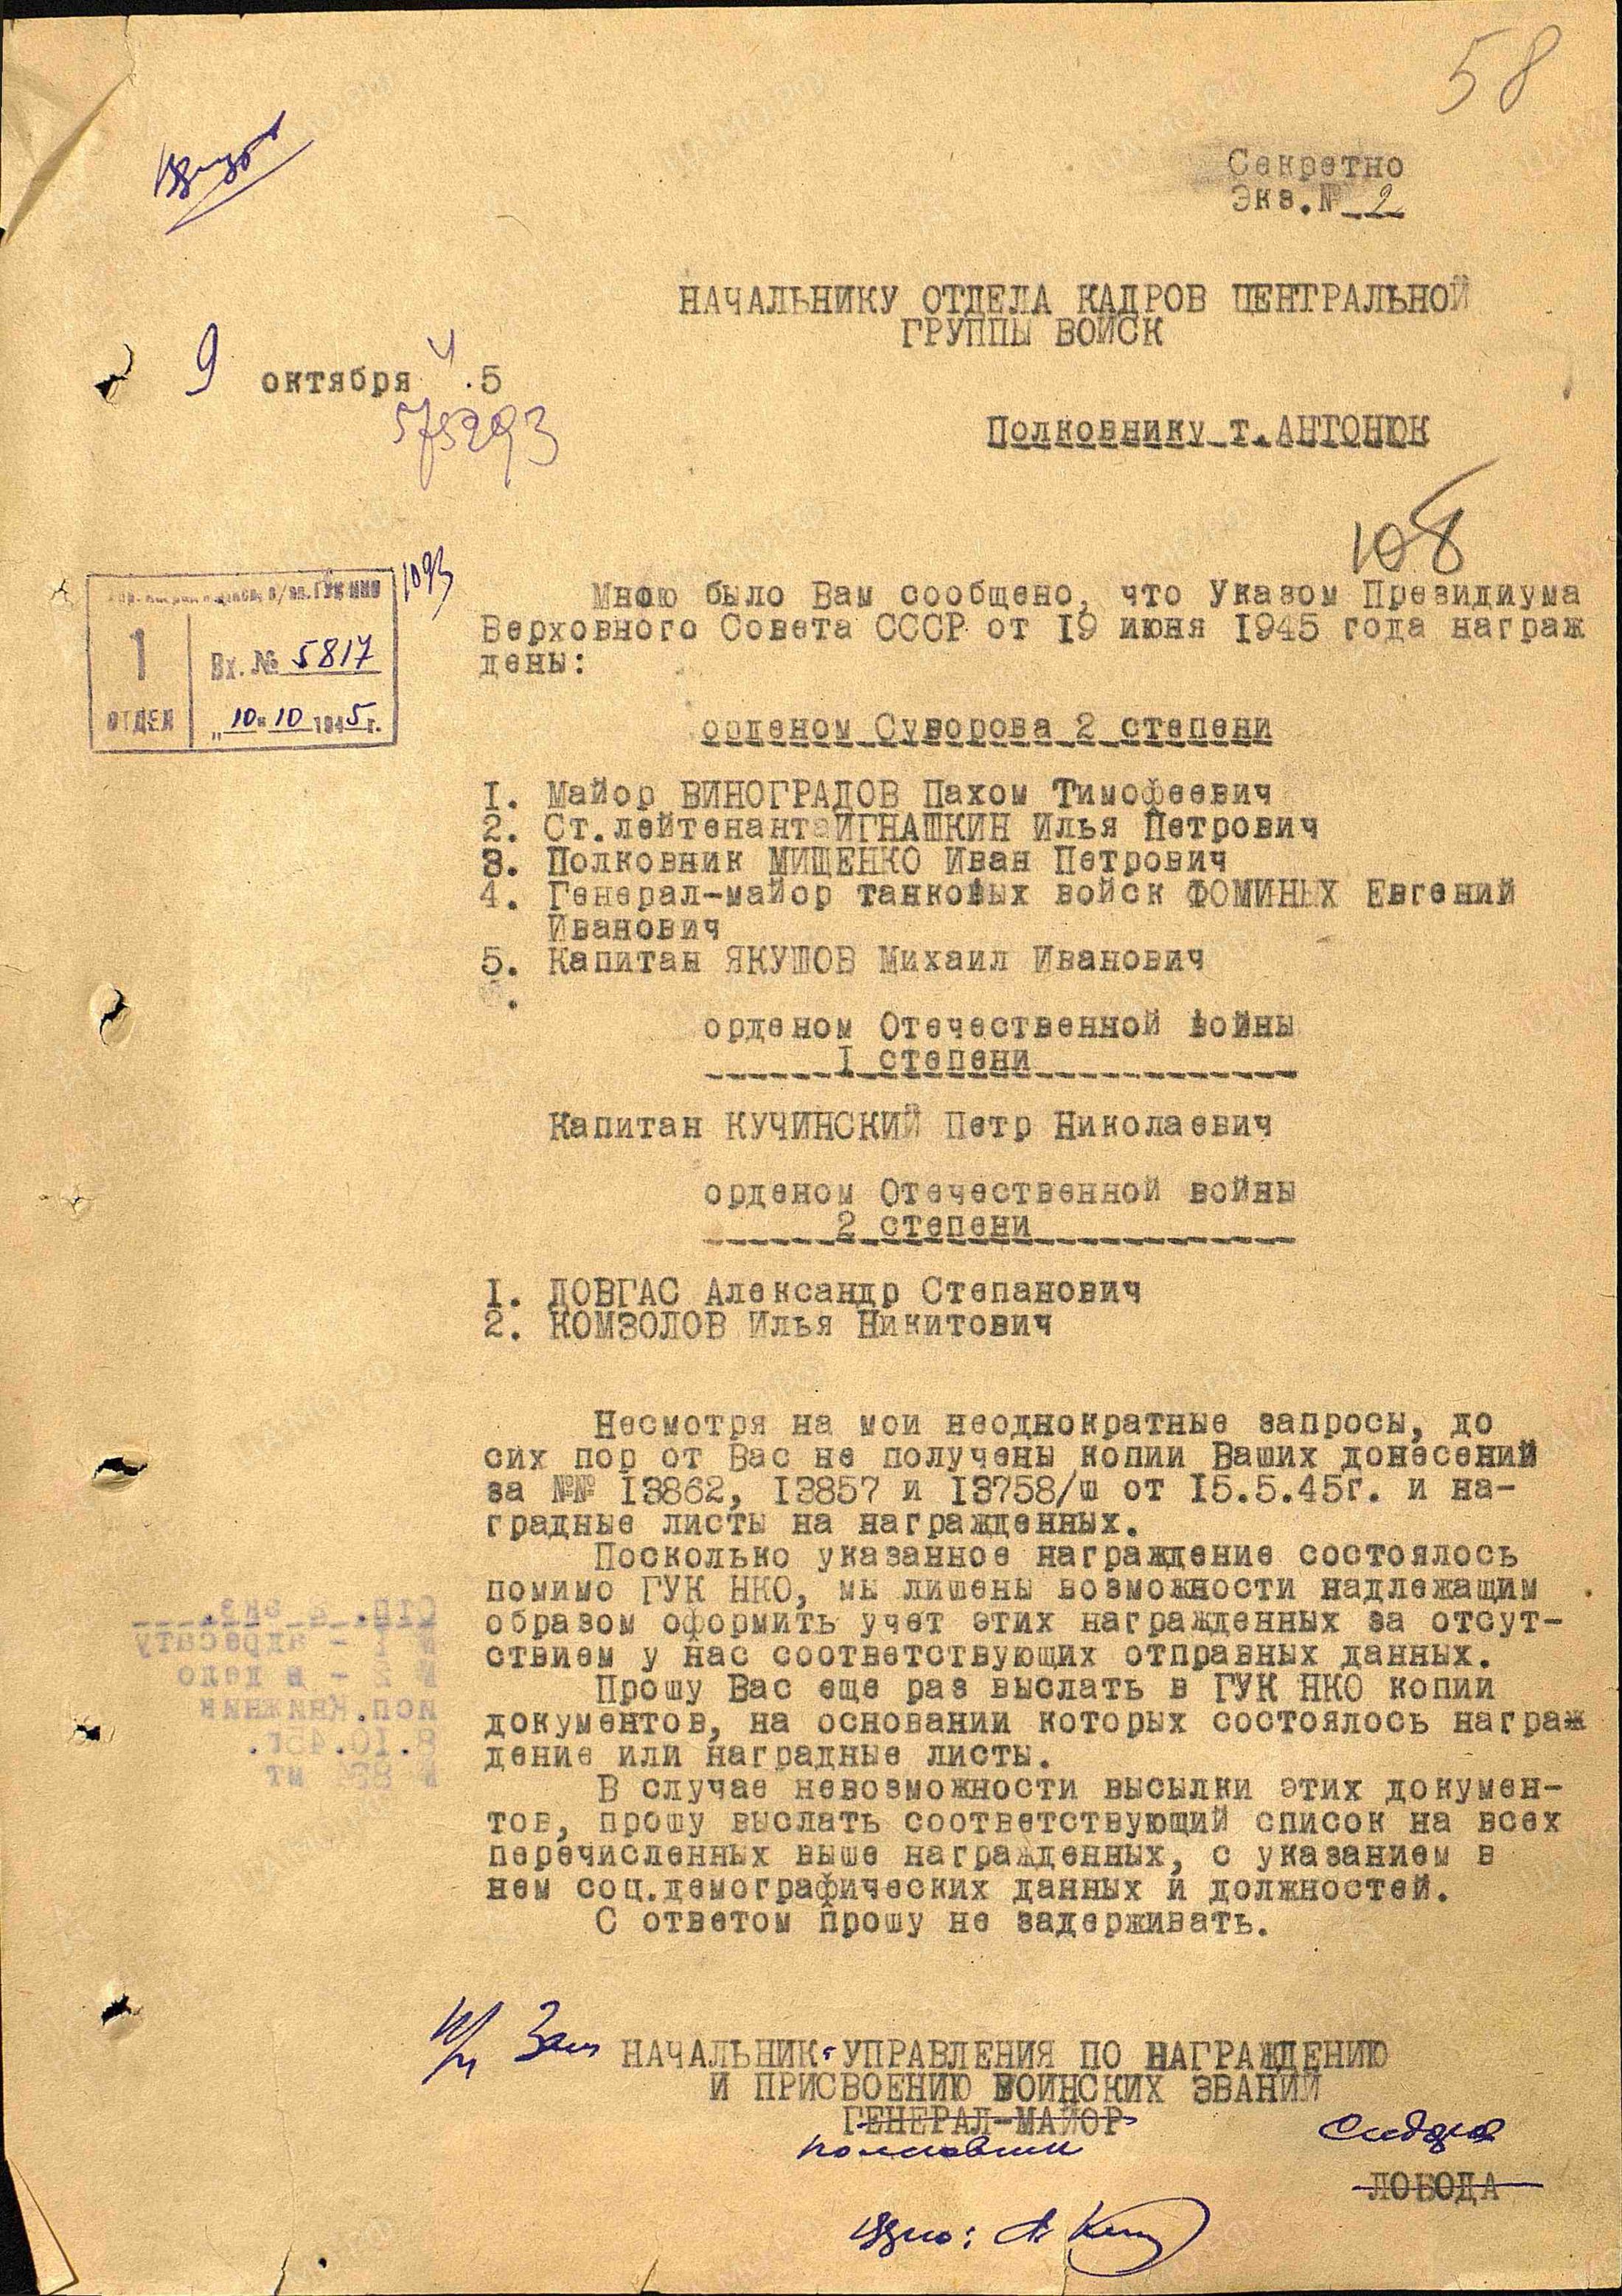 58
Секретно
Экз.№ 2
НАЧАЛЬНИКУ ОТДЕЛА КАДРОВ ЦЕНТРАЛЬНОЙ
ГРУППЫ ВОЙСК
9 октября 4.5
575293
Полковнику т. АНТОНЮК
108
1093
1
ОТДЕЛ
Вх. № 5817
„10" 10 1945 г.
Мною было Вам сообщено, что Указом Президиума
Верховного Совета СССР от 19 июня 1945 года награж
дены:
орденом Суворова 2 степени
1. Майор ВИНОГРАДОВ Пахом Тимофеевич
2. Ст.лейтенант ИГНАШКИН Илья Петрович
3. Полковник МИЩЕНКО Иван Петрович
4. Генерал-майор танковых войск ФОМИНЫХ Евгений
Иванович
5. Капитан ЯКУШОВ Михаил Иванович
орденом Отечественной войны
I степени
Капитан КУЧИНСКИЙ Петр Николаевич
орденом Отечественной войны
2 степени
1. ДОВГАС Александр Степанович
2. КОМЗОЛОВ Илья Никитович
Несмотря на мои неоднократные запросы, до
сих пор от Вас не получены копии Ваших донесений
за №№ 13862, 13857 и 13758/ш от 15.5.45г. и на-
градные листы на награжденных.
Поскольку указанное награждение состоялось
помимо ГУК НКО, мы лишены возможности надлежащим
образом оформить учет этих награжденных за отсут-
ствием у нас соответствующих отправных данных.
Прошу Вас еще раз выслать в ГУК НКО копии
документов, на основании которых состоялось награж
дение или наградные листы.
В случае невозможности высылки этих докумен-
тов, прошу выслать соответствующий список на всех
перечисленных выше награжденных, с указанием в
нем соц.демографических данных и должностей.
С ответом прошу не задерживать.
п/п Зам НАЧАЛЬНИК УПРАВЛЕНИЯ ПО НАГРАЖДЕНИЮ
И ПРИСВОЕНИЮ ВОИНСКИХ ЗВАНИЙ
ГЕНЕРАЛ-МАЙОР
полковник
ЛОБОДА
Верно: